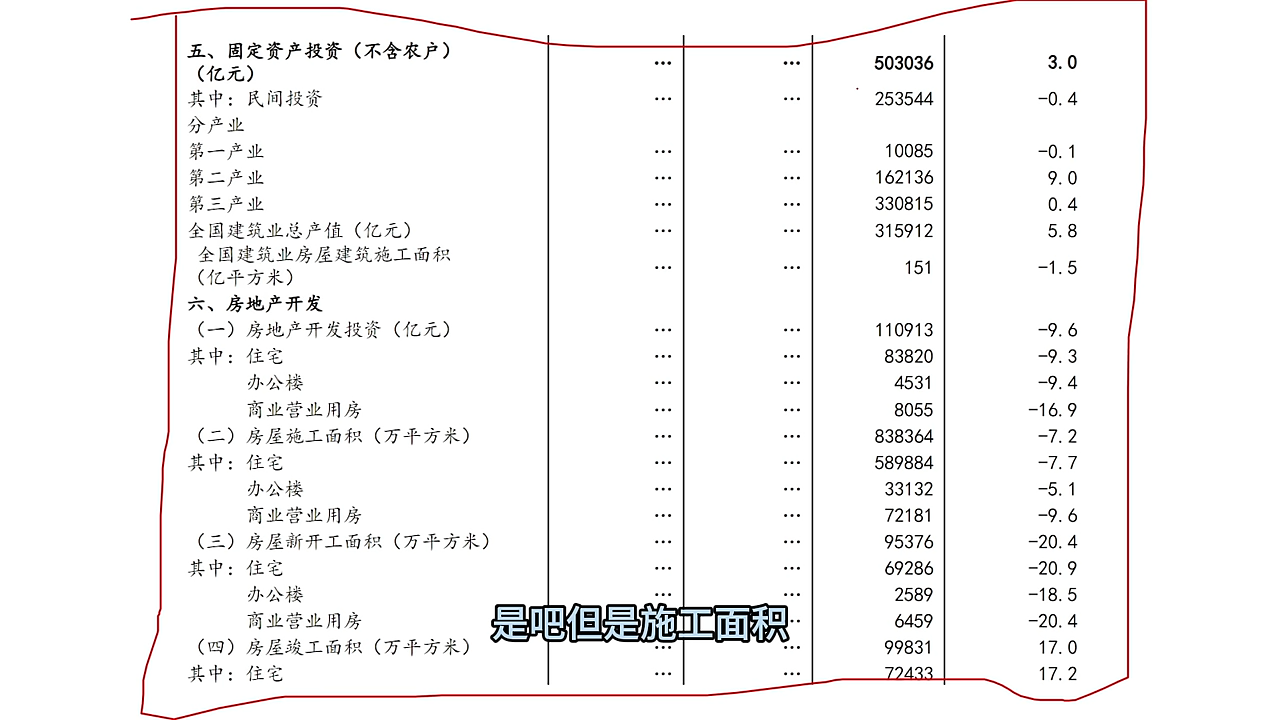 五、固定资产投资（不含农户） … … 503036 3.0
（亿元）
其中：民间投资 … … 253544 -0.4
分产业
第一产业 … … 10085 -0.1
第二产业 … … 162136 9.0
第三产业 … … 330815 0.4
全国建筑业总产值（亿元） … … 315912 5.8
全国建筑业房屋建筑施工面积
（亿平方米） … … 151 -1.5
六、房地产开发
（一）房地产开发投资（亿元） … … 110913 -9.6
其中：住宅 … … 83820 -9.3
办公楼 … … 4531 -9.4
商业营业用房 … … 8055 -16.9
（二）房屋施工面积（万平方米） … … 838364 -7.2
其中：住宅 … … 589884 -7.7
办公楼 … … 33132 -5.1
商业营业用房 … … 72181 -9.6
（三）房屋新开工面积（万平方米） … … 95376 -20.4
其中：住宅 … … 69286 -20.9
办公楼 … … 2589 -18.5
商业营业用房 … … 6459 -20.4
是吧但是施工面积
（四）房屋竣工面积（万平方米） … … 99831 17.0
其中：住宅 … … 72433 17.2